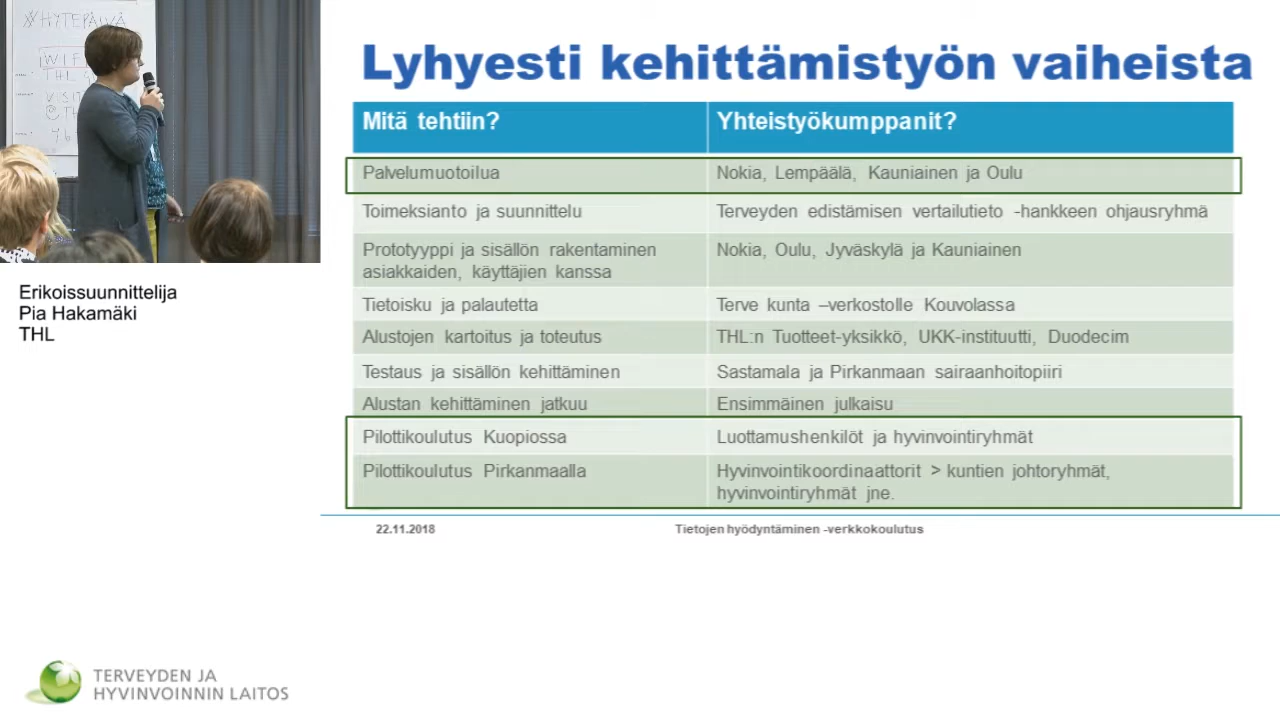 #HYTEPÄIVÄ
WIFI
THL
Lyhyesti kehittämistyön vaiheista
Mitä tehtiin? Yhteistyökumppanit?
Palvelumuotoilua Nokia, Lempäälä, Kauniainen ja Oulu
Toimeksianto ja suunnittelu Terveyden edistämisen vertailutieto -hankkeen ohjausryhmä
Prototyyppi ja sisällön rakentaminen Nokia, Oulu, Jyväskylä ja Kauniainen
asiakkaiden, käyttäjien kanssa
Tietoisku ja palautetta Terve kunta –verkostolle Kouvolassa
Alustojen kartoitus ja toteutus THL:n Tuotteet-yksikkö, UKK-instituutti, Duodecim
Testaus ja sisällön kehittäminen Sastamala ja Pirkanmaan sairaanhoitopiiri
Alustan kehittäminen jatkuu Ensimmäinen julkaisu
Pilottikoulutus Kuopiossa Luottamushenkilöt ja hyvinvointiryhmät
Pilottikoulutus Pirkanmaalla Hyvinvointikoordinaattorit > kuntien johtoryhmät,
hyvinvointiryhmät jne.
22.11.2018 Tietojen hyödyntäminen -verkkokoulutus
Erikoissuunnittelija
Pia Hakamäki
THL
TERVEYDEN JA
HYVINVOINNIN LAITOS